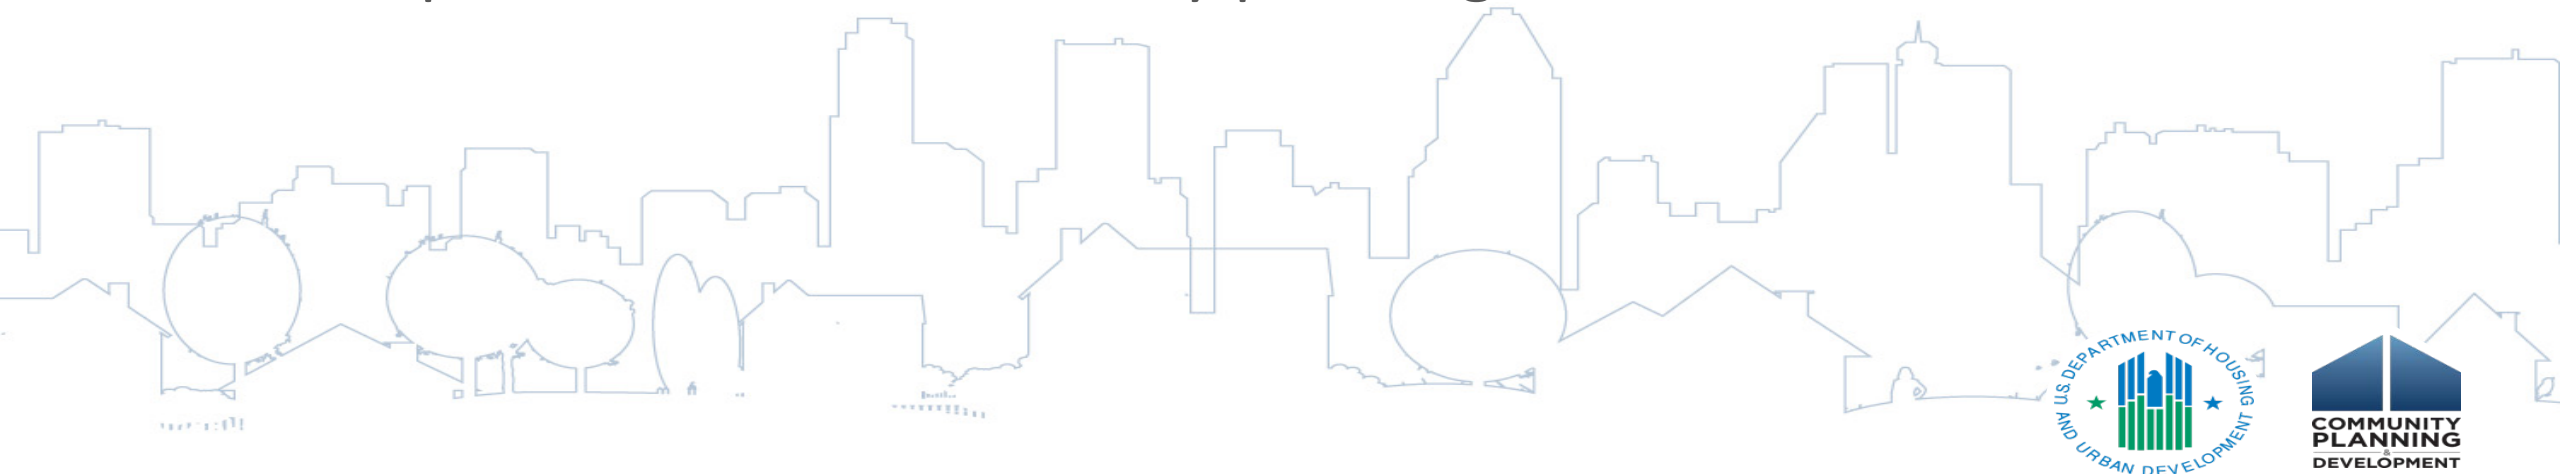 U.S. DEPARTMENT OF HOUSING
AND URBAN DEVELOPMENT
COMMUNITY
PLANNING
&
DEVELOPMENT